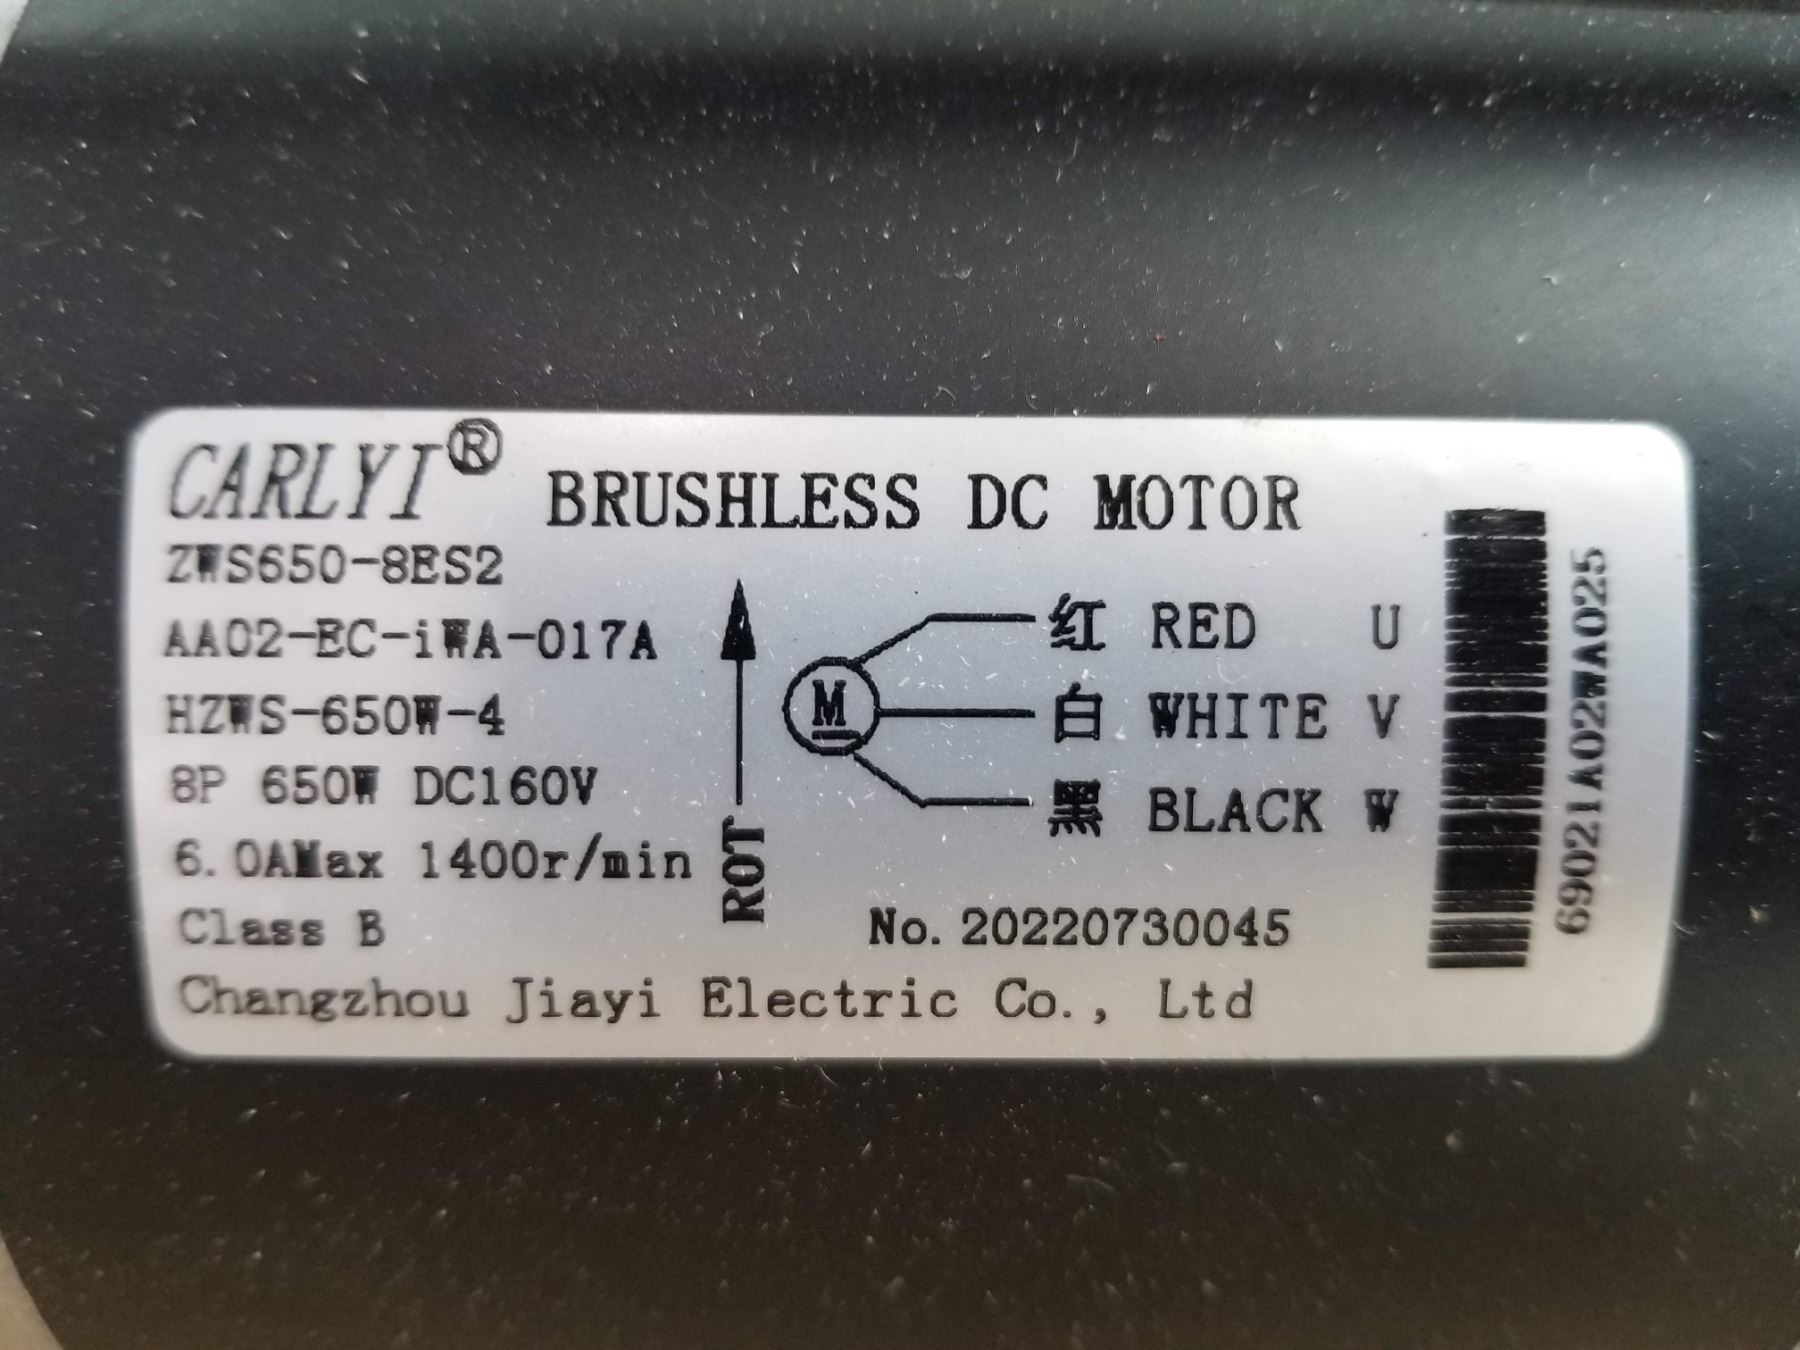 CARLYI® BRUSHLESS DC MOTOR
ZWS650-8ES2
AA02-EC-iWA-017A
HZWS-650W-4
8P 650W DC160V
6.0AMax 1400r/min
Class B
ROT
M
红 RED U
白 WHITE V
黑 BLACK W
No. 20220730045
Changzhou Jiayi Electric Co., Ltd
69021A02WA025